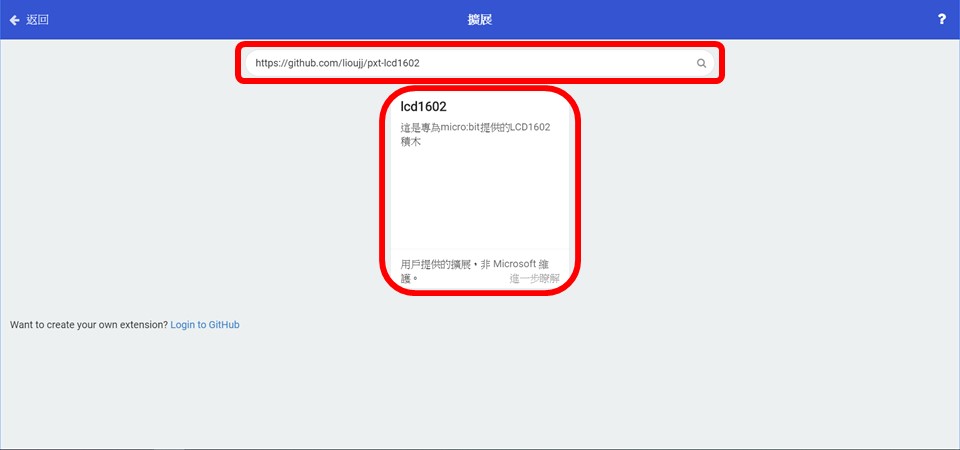 返回
擴展
?
https://github.com/lioujj/pxt-lcd1602
lcd1602
這是專為micro:bit提供的LCD1602
積木
用戶提供的擴展，非 Microsoft 維
護。
進一步瞭解
Want to create your own extension? Login to GitHub